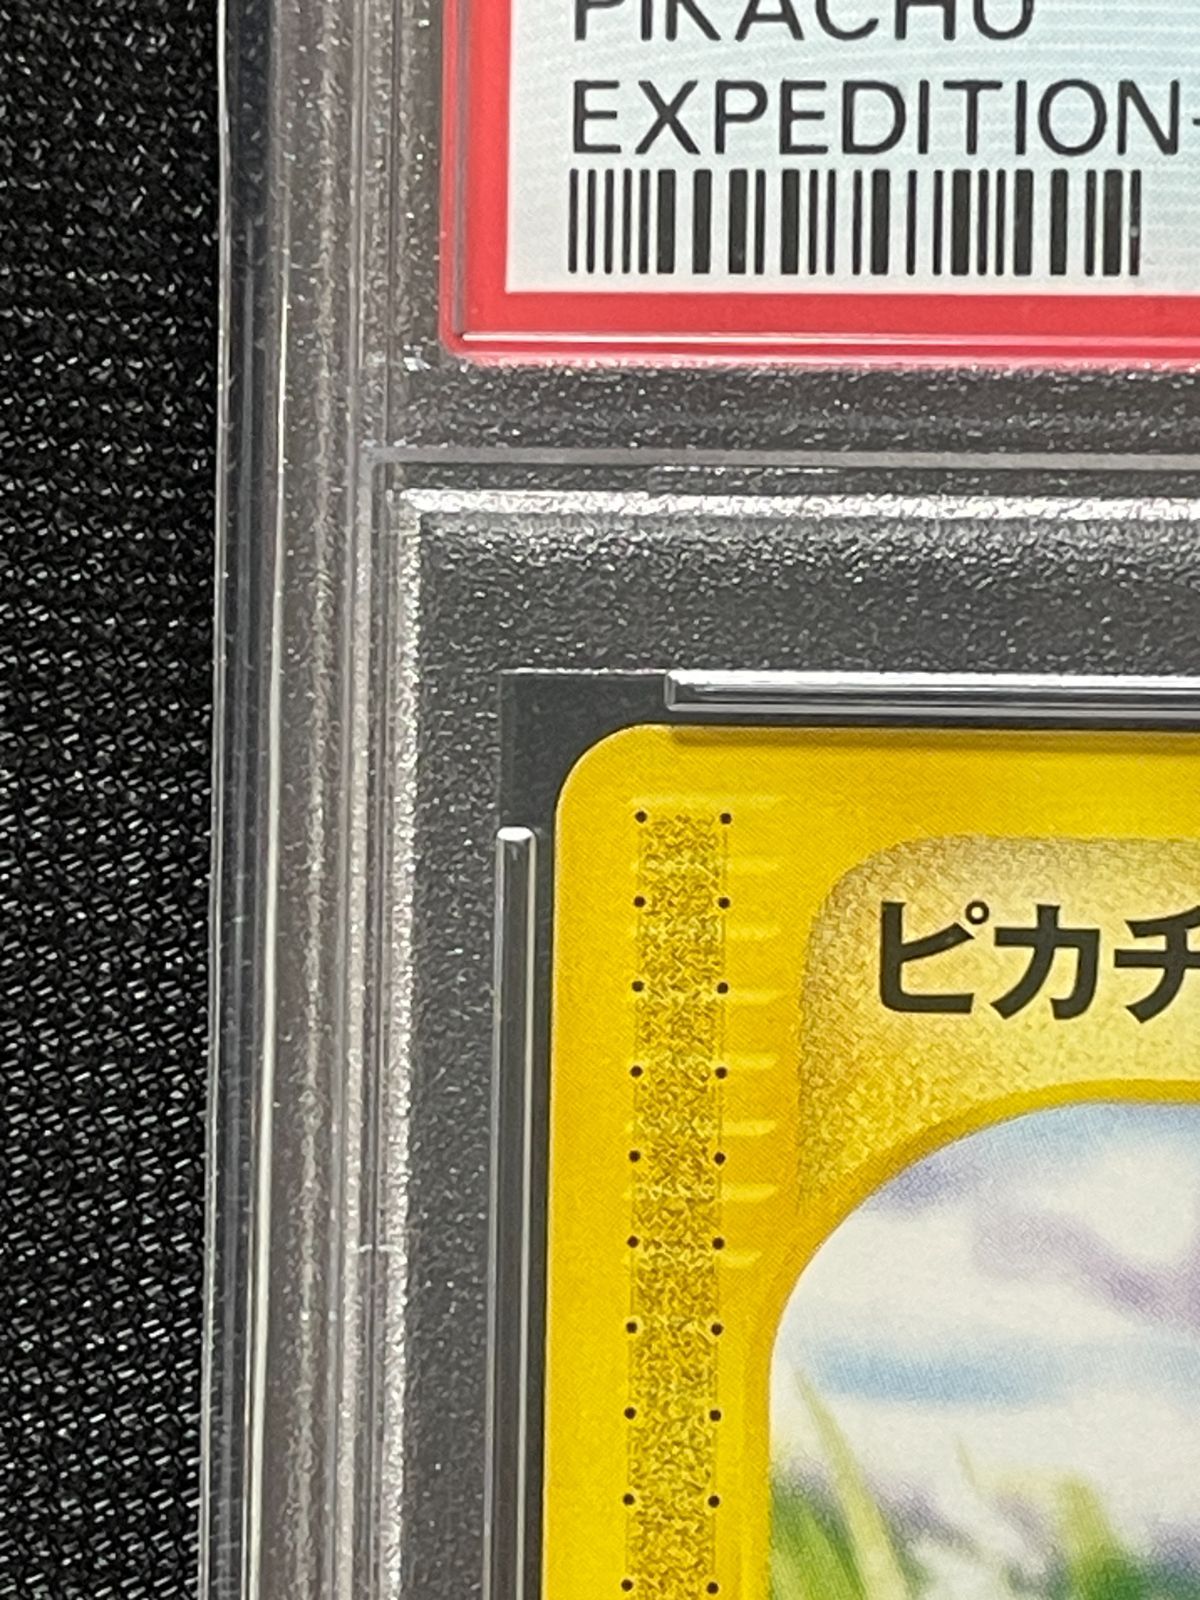 PIKACHU
EXPEDITION-
ピカチ